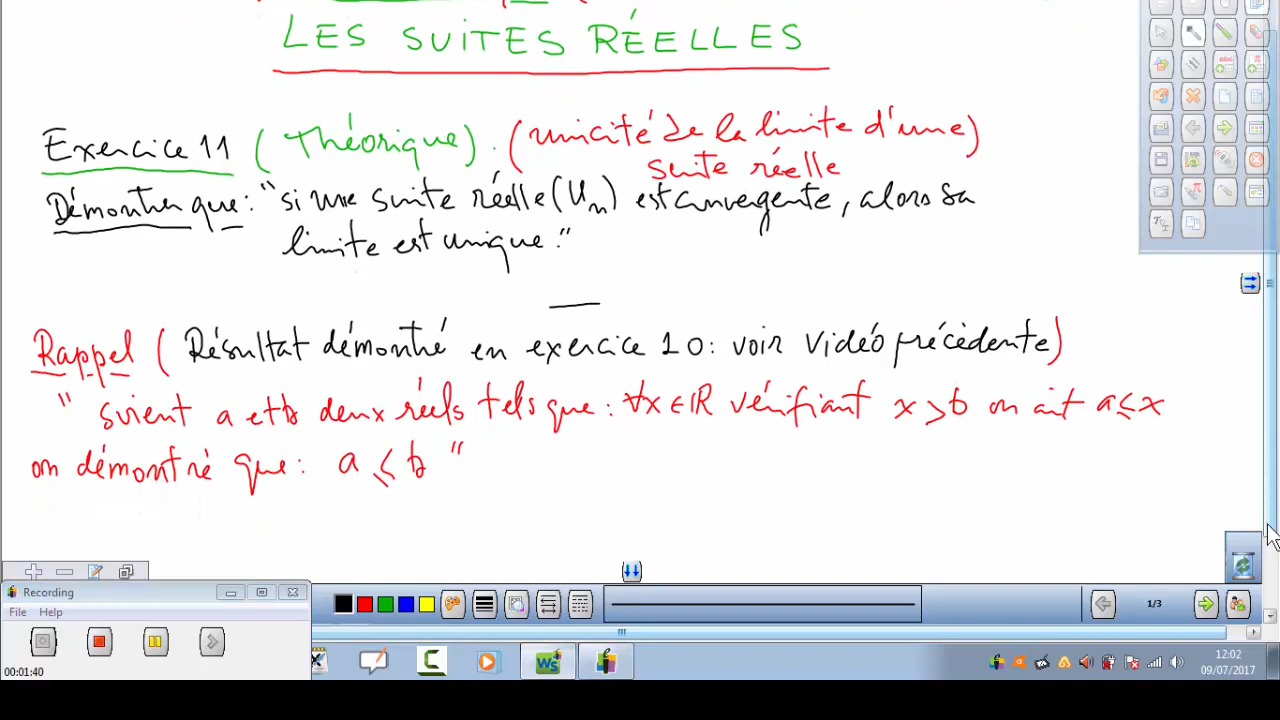 LES SUITES RÉELLES
Exercice 11 (Théorique). (unicité de la limite d'une)
suite réelle
Démontrer que: "si une suite réelle (Un) est convergente, alors sa
limite est unique."
Rappel (Résultat démontré en exercice 10: voir vidéo précédente)
" soient a et b deux réels tels que: ∀x ∈ ℝ vérifiant x > b on ait a ≤ x
on démontré que: a ≤ b "
Recording
File Help
00:01:40
1/3
12:02
09/07/2017